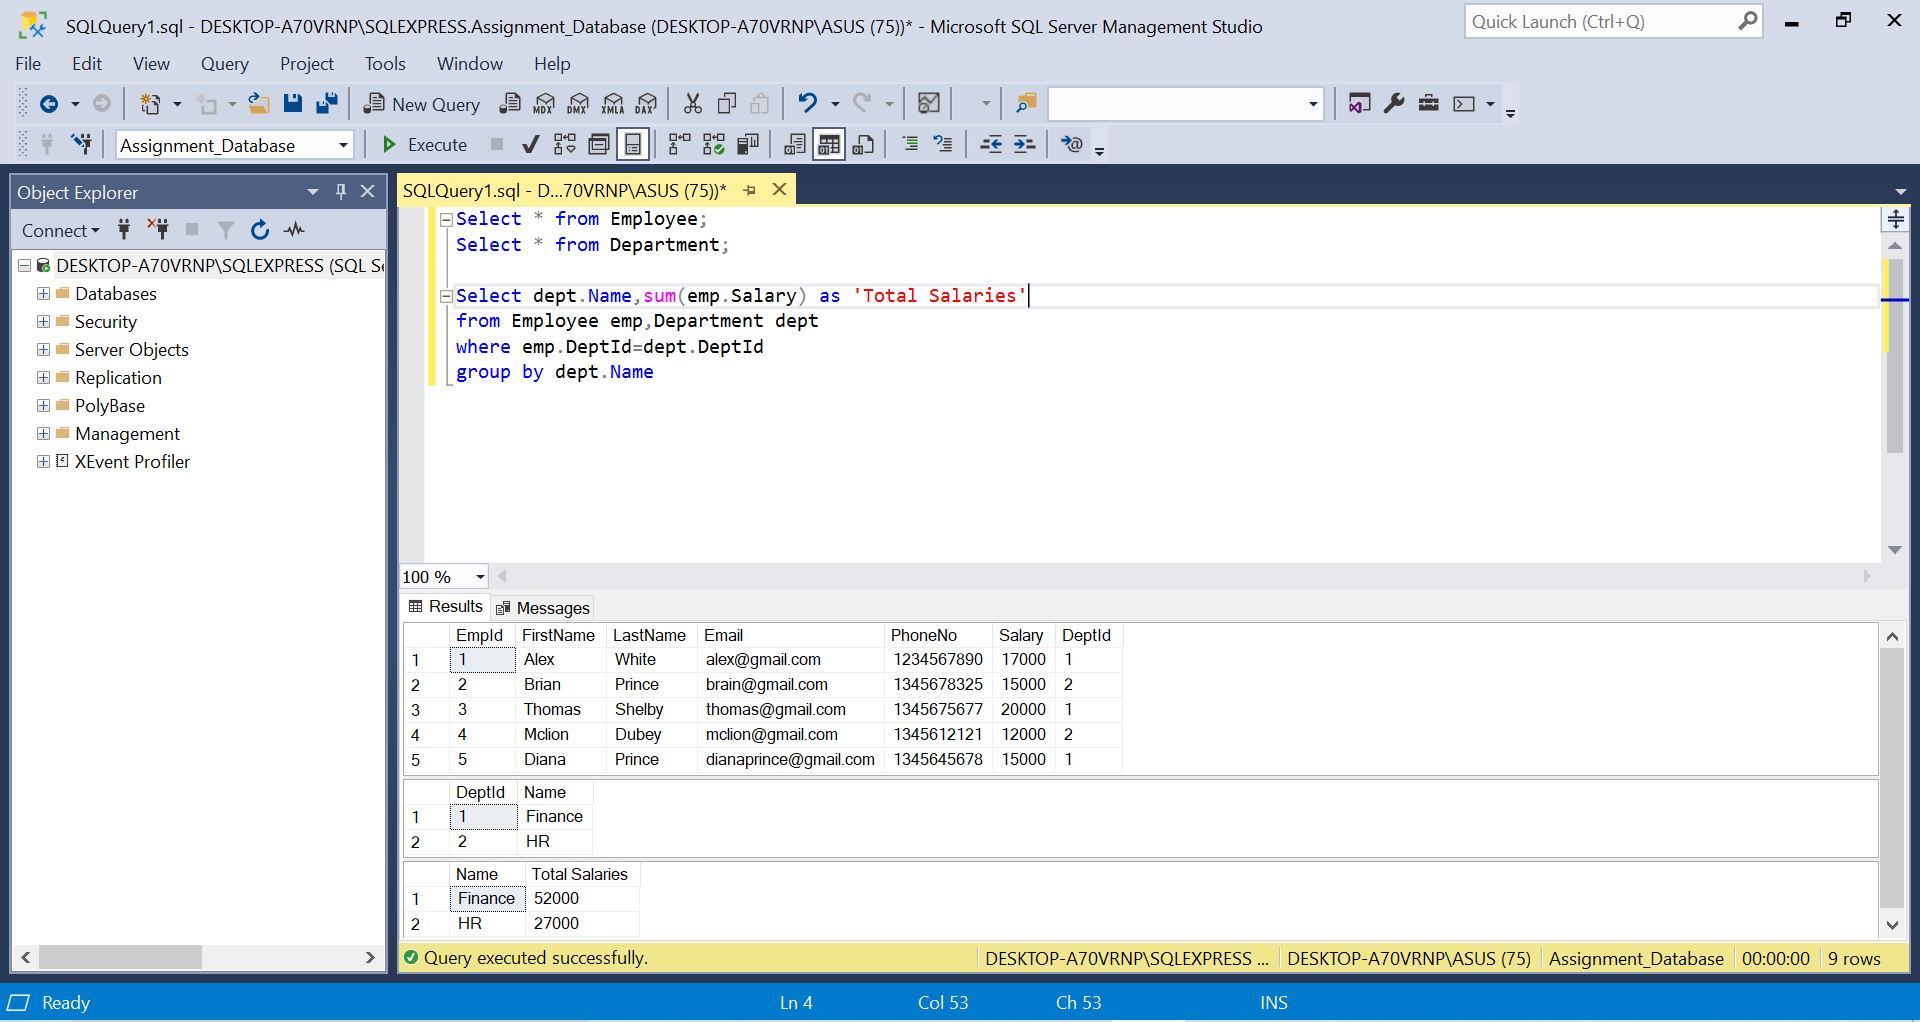 SQLQuery1.sql - DESKTOP-A70VRNP\SQLEXPRESS.Assignment_Database (DESKTOP-A70VRNP\ASUS (75))* - Microsoft SQL Server Management Studio
Quick Launch (Ctrl+Q)
File Edit View Query Project Tools Window Help
New Query MDX DMX XMLA DAX
Assignment_Database Execute
Object Explorer
Connect
DESKTOP-A70VRNP\SQLEXPRESS (SQL Se
Databases
Security
Server Objects
Replication
PolyBase
Management
XEvent Profiler
SQLQuery1.sql - D...70VRNP\ASUS (75))*
Select * from Employee;
Select * from Department;
Select dept.Name,sum(emp.Salary) as 'Total Salaries'
from Employee emp,Department dept
where emp.DeptId=dept.DeptId
group by dept.Name
100 %
Results Messages
EmpId FirstName LastName Email PhoneNo Salary DeptId
1 1 Alex White alex@gmail.com 1234567890 17000 1
2 2 Brian Prince brain@gmail.com 1345678325 15000 2
3 3 Thomas Shelby thomas@gmail.com 1345675677 20000 1
4 4 Mclion Dubey mclion@gmail.com 1345612121 12000 2
5 5 Diana Prince dianaprince@gmail.com 1345645678 15000 1
DeptId Name
1 1 Finance
2 2 HR
Name Total Salaries
1 Finance 52000
2 HR 27000
Query executed successfully. DESKTOP-A70VRNP\SQLEXPRESS ... DESKTOP-A70VRNP\ASUS (75) Assignment_Database 00:00:00 9 rows
Ready Ln 4 Col 53 Ch 53 INS